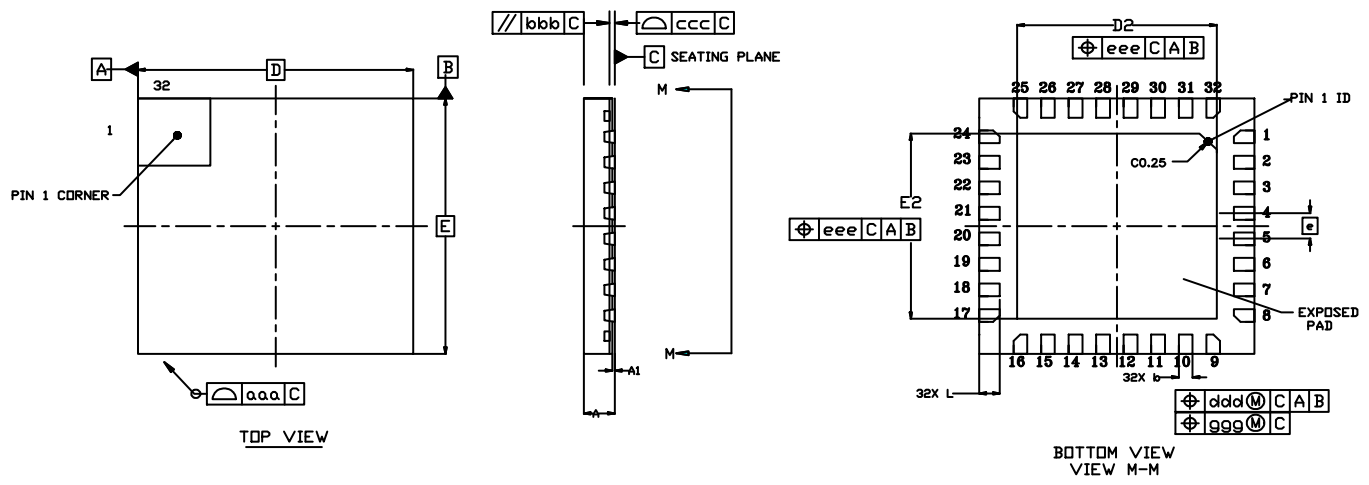 // bbb C
⌓ ccc C
C SEATING PLANE
A
D
B
32
1
PIN 1 CORNER
E
⌓ aaa C
TOP VIEW
M
M
A1
A
D2
⌖ eee C A B
25 26 27 28 29 30 31 32
PIN 1 ID
24
23
22
21
20
19
18
17
1
2
3
4
5
6
7
8
C0.25
E2
⌖ eee C A B
e
EXPOSED
PAD
16 15 14 13 12 11 10 9
32X b
32X L
⌖ dddⓂ C A B
⌖ gggⓂ C
BOTTOM VIEW
VIEW M-M